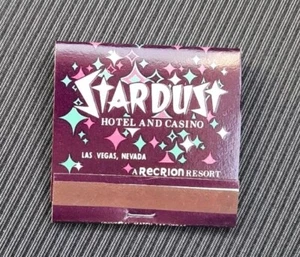 STARDUST
HOTEL AND CASINO
LAS VEGAS, NEVADA
A RECRION RESORT